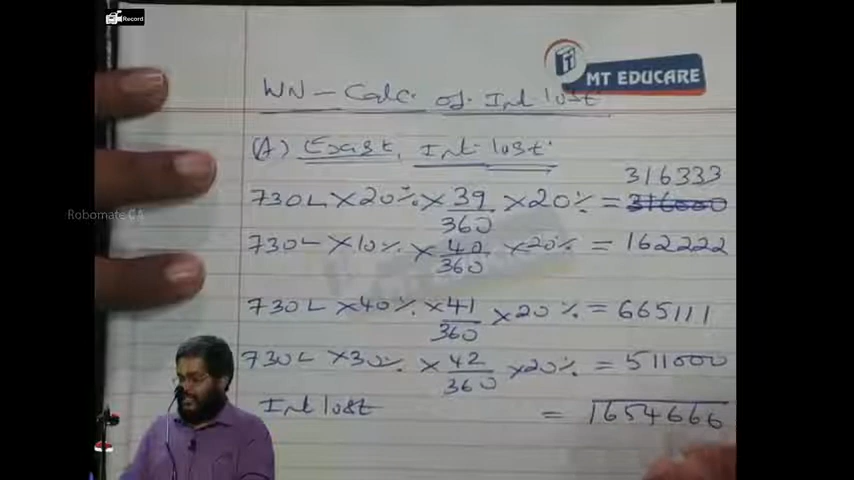 Record
MT EDUCARE
WN - Calc. of Int lost
(A) Exact Int. lost
316333
730L × 20% × 39/360 × 20% = 316000
730L × 10% × 40/360 × 20% = 162222
Robomate CA
730L × 40% × 41/360 × 20% = 665111
730L × 30% × 42/360 × 20% = 511000
Int lost = 1654666